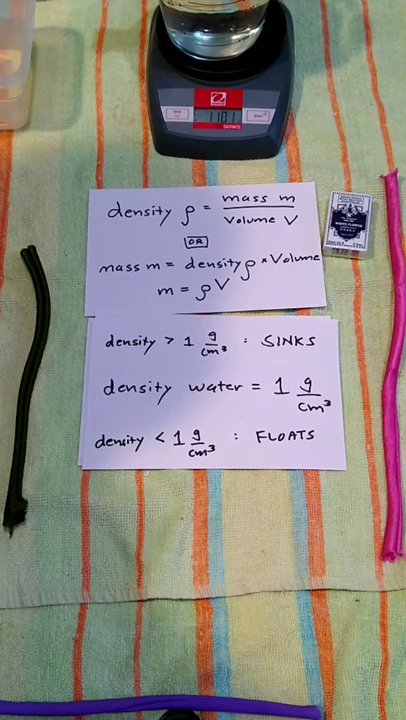 1101
density ρ = mass m / Volume V
OR
mass m = density ρ × Volume
m = ρ V
density > 1 g/cm³ : SINKS
density water = 1 g/cm³
density < 1 g/cm³ : FLOATS